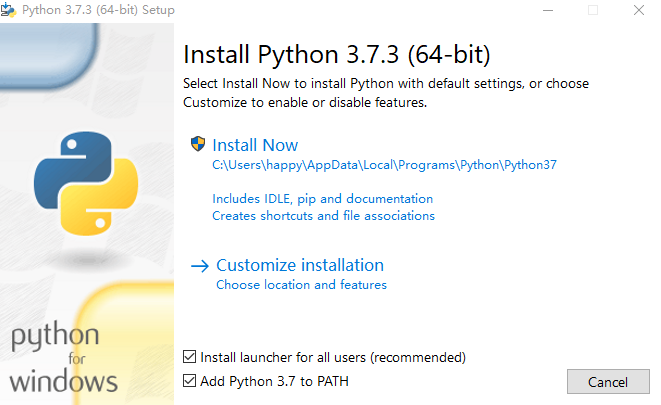 Python 3.7.3 (64-bit) Setup
Install Python 3.7.3 (64-bit)
Select Install Now to install Python with default settings, or choose
Customize to enable or disable features.
Install Now
C:\Users\happy\AppData\Local\Programs\Python\Python37
Includes IDLE, pip and documentation
Creates shortcuts and file associations
Customize installation
Choose location and features
python
for
windows
Install launcher for all users (recommended)
Add Python 3.7 to PATH
Cancel